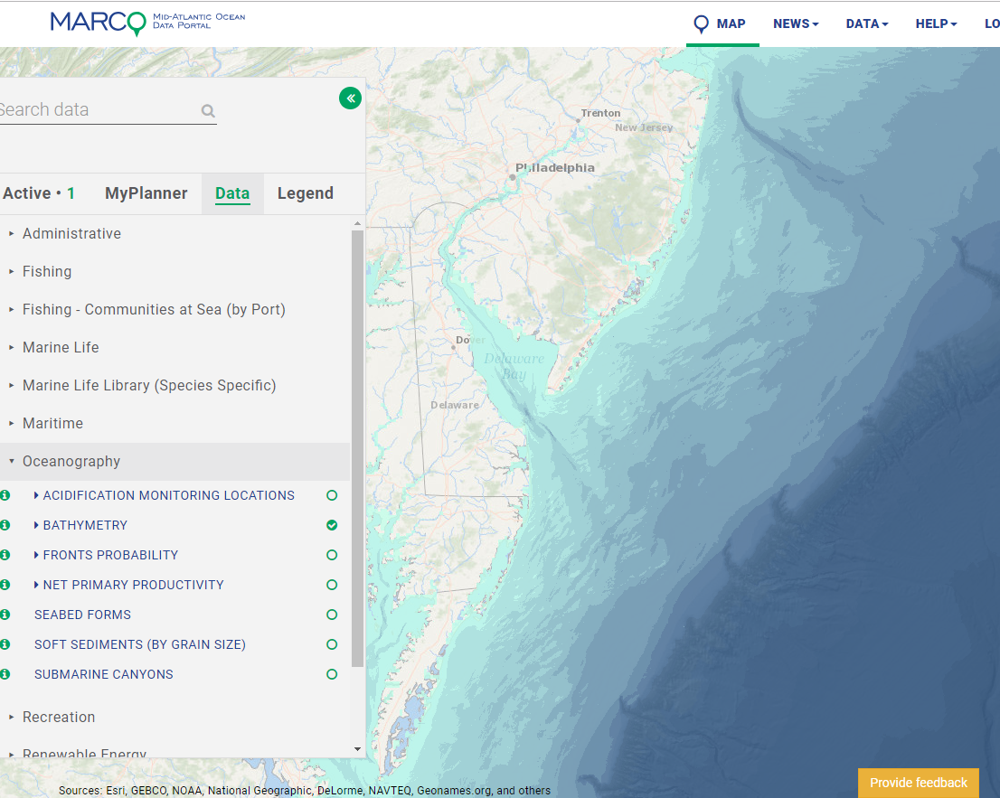 MARCO
MID-ATLANTIC OCEAN
DATA PORTAL
MAP
NEWS
DATA
HELP
LO
Search data
«
Active • 1
MyPlanner
Data
Legend
Administrative
Fishing
Fishing - Communities at Sea (by Port)
Marine Life
Marine Life Library (Species Specific)
Maritime
Oceanography
ACIDIFICATION MONITORING LOCATIONS
BATHYMETRY
FRONTS PROBABILITY
NET PRIMARY PRODUCTIVITY
SEABED FORMS
SOFT SEDIMENTS (BY GRAIN SIZE)
SUBMARINE CANYONS
Recreation
Renewable Energy
Trenton
New Jersey
Philadelphia
Dover
Delaware
Bay
Delaware
Sources: Esri, GEBCO, NOAA, National Geographic, DeLorme, NAVTEQ, Geonames.org, and others
Provide feedback